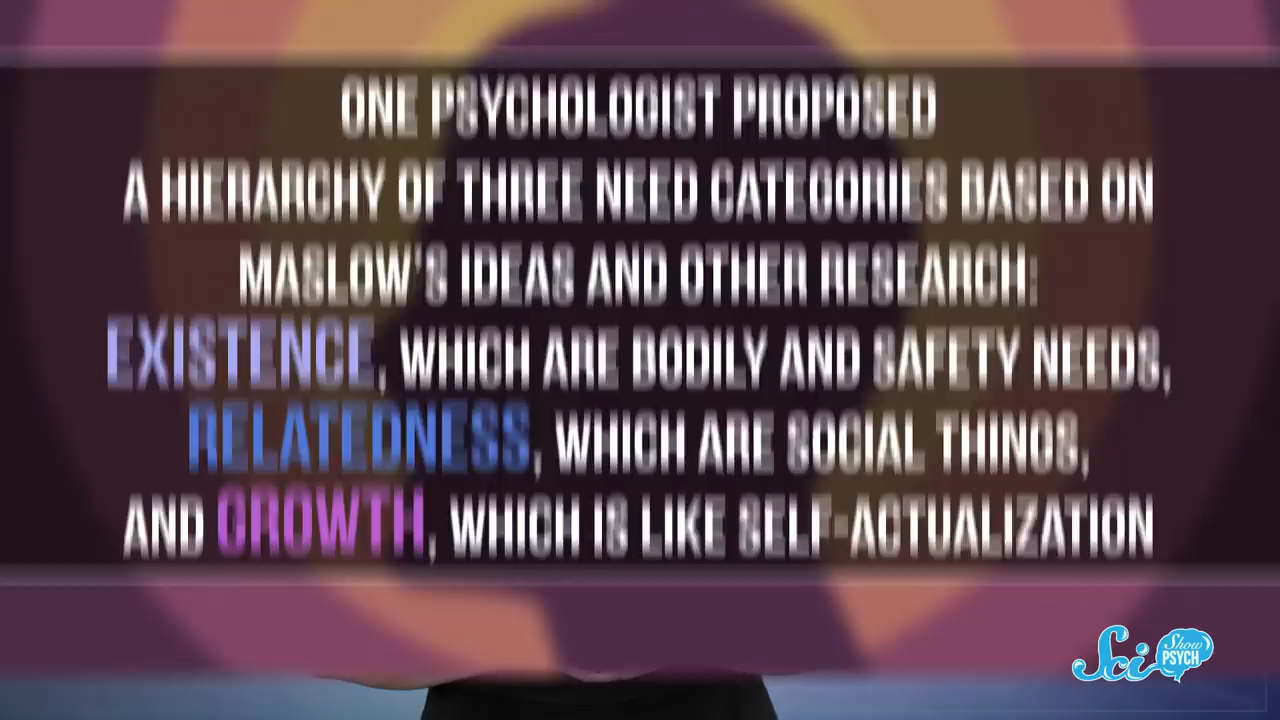 ONE PSYCHOLOGIST PROPOSED
A HIERARCHY OF THREE NEED CATEGORIES BASED ON
MASLOW'S IDEAS AND OTHER RESEARCH:
EXISTENCE, WHICH ARE BODILY AND SAFETY NEEDS,
RELATEDNESS, WHICH ARE SOCIAL THINGS,
AND GROWTH, WHICH IS LIKE SELF-ACTUALIZATION
Sci Show
PSYCH